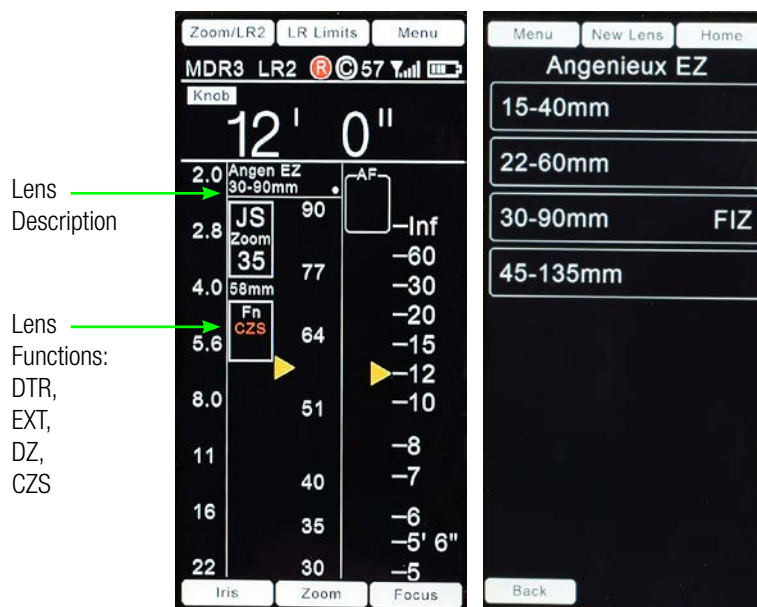 Zoom/LR2 LR Limits Menu
MDR3 LR2 R C 57
Knob
12' 0"
2.0
2.8
4.0
5.6
8.0
11
16
22
Angen EZ
30-90mm
JS
Zoom
35
58mm
Fn
CZS
90
77
64
51
40
35
30
AF
Inf
60
30
20
15
12
10
8
7
6
5' 6"
5
Iris Zoom Focus
Lens
Description
Lens
Functions:
DTR,
EXT,
DZ,
CZS
Menu New Lens Home
Angenieux EZ
15-40mm
22-60mm
30-90mm FIZ
45-135mm
Back